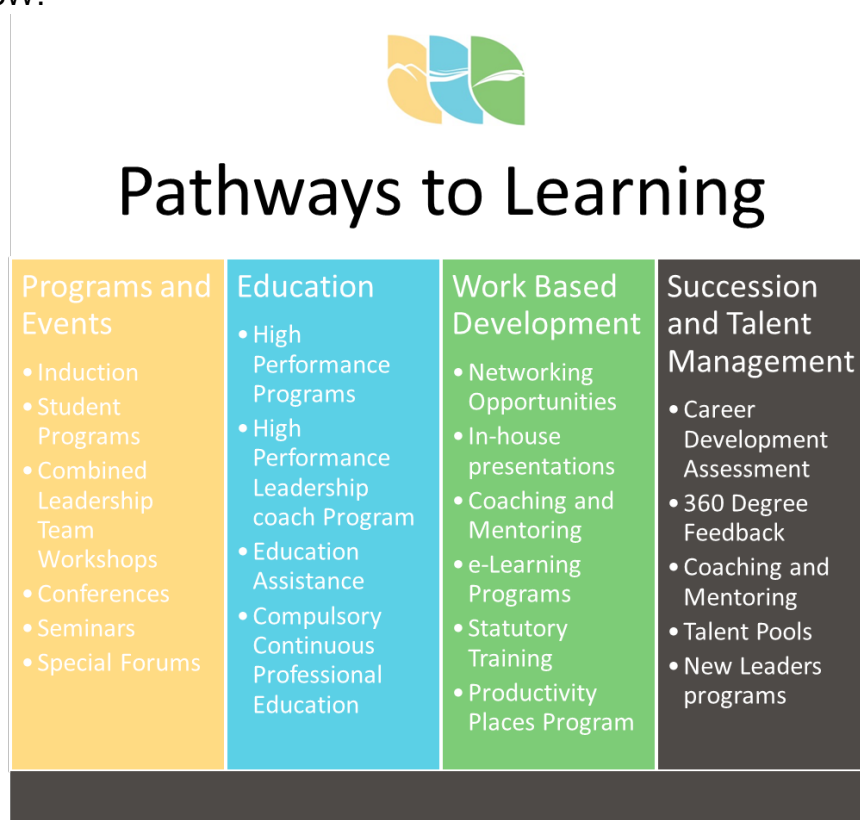 Pathways to Learning
Programs and
Events
• Induction
• Student
Programs
• Combined
Leadership
Team
Workshops
• Conferences
• Seminars
• Special Forums
Education
• High
Performance
Programs
• High
Performance
Leadership
coach Program
• Education
Assistance
• Compulsory
Continuous
Professional
Education
Work Based
Development
• Networking
Opportunities
• In-house
presentations
• Coaching and
Mentoring
• e-Learning
Programs
• Statutory
Training
• Productivity
Places Program
Succession
and Talent
Management
• Career
Development
Assessment
• 360 Degree
Feedback
• Coaching and
Mentoring
• Talent Pools
• New Leaders
programs